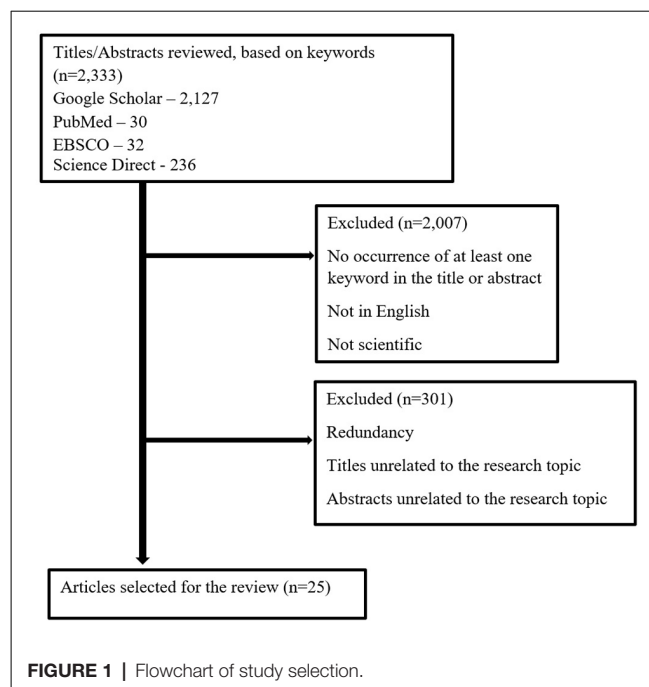 Titles/Abstracts reviewed, based on keywords
(n=2,333)
Google Scholar – 2,127
PubMed – 30
EBSCO – 32
Science Direct - 236
Excluded (n=2,007)
No occurrence of at least one
keyword in the title or abstract
Not in English
Not scientific
Excluded (n=301)
Redundancy
Titles unrelated to the research topic
Abstracts unrelated to the research topic
Articles selected for the review (n=25)
FIGURE 1 | Flowchart of study selection.